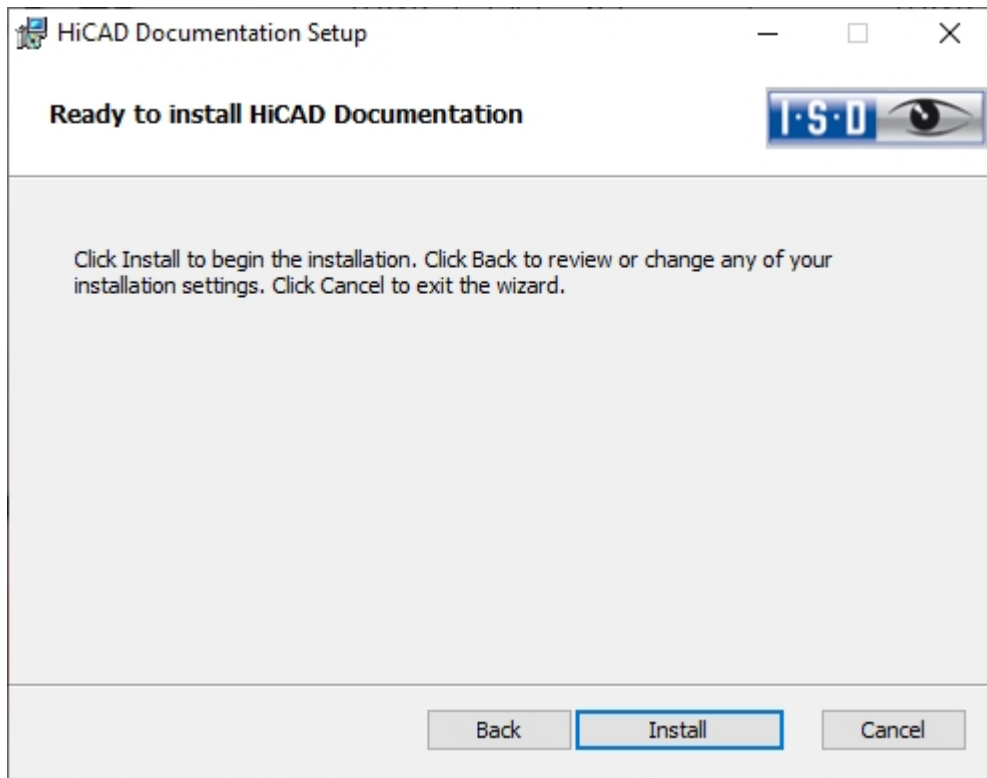 HiCAD Documentation Setup
Ready to install HiCAD Documentation
I·S·D
Click Install to begin the installation. Click Back to review or change any of your
installation settings. Click Cancel to exit the wizard.
Back Install Cancel